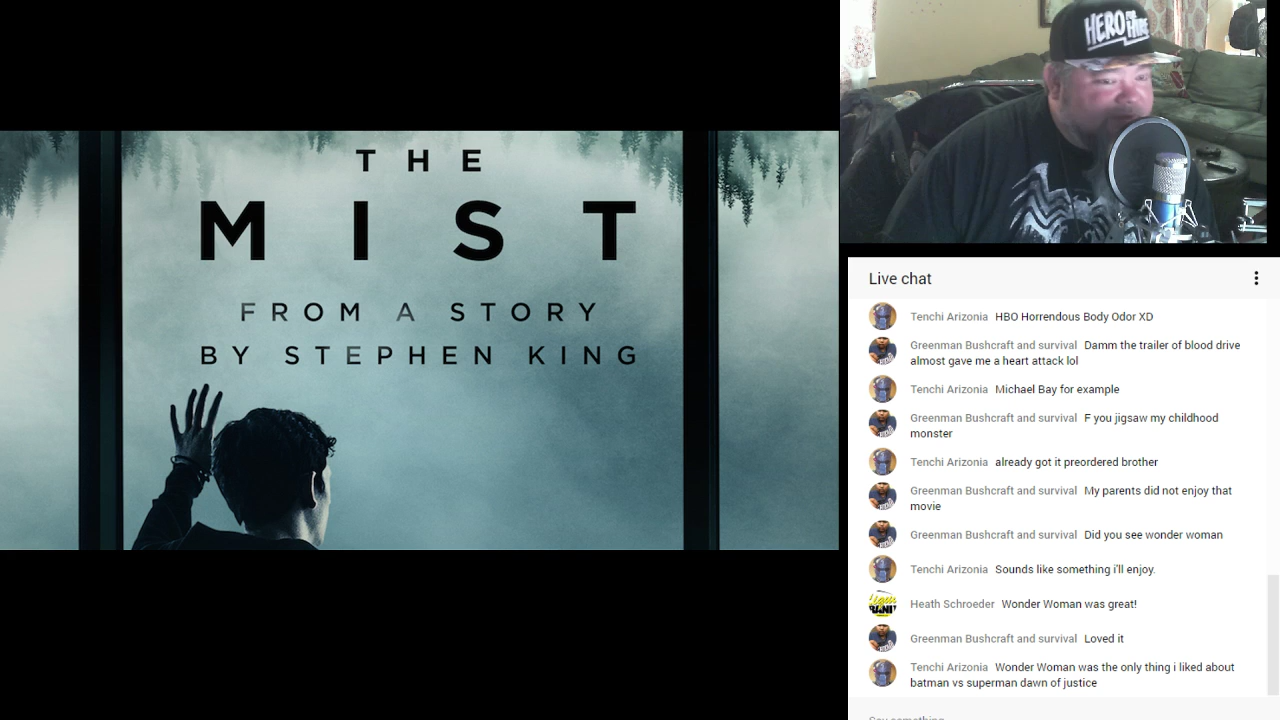 THE
MIST
FROM A STORY
BY STEPHEN KING
HERO FOR HIRE
Live chat
Tenchi Arizonia HBO Horrendous Body Odor XD
Greenman Bushcraft and survival Damm the trailer of blood drive
almost gave me a heart attack lol
Tenchi Arizonia Michael Bay for example
Greenman Bushcraft and survival F you jigsaw my childhood
monster
Tenchi Arizonia already got it preordered brother
Greenman Bushcraft and survival My parents did not enjoy that
movie
Greenman Bushcraft and survival Did you see wonder woman
Tenchi Arizonia Sounds like something i'll enjoy.
Heath Schroeder Wonder Woman was great!
Greenman Bushcraft and survival Loved it
Tenchi Arizonia Wonder Woman was the only thing i liked about
batman vs superman dawn of justice
Say something